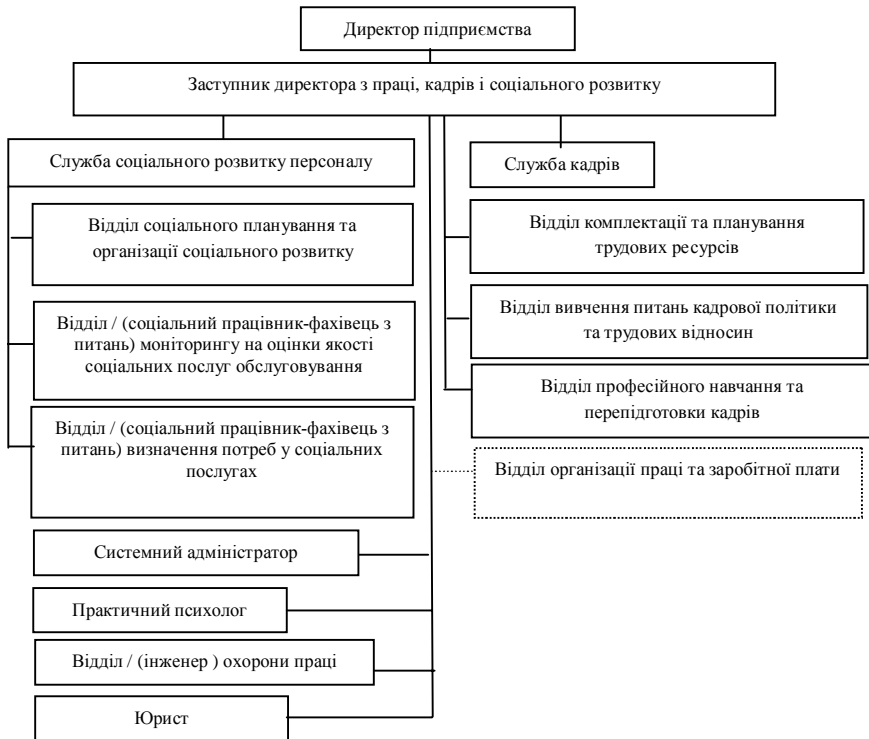 Директор підприємства
Заступник директора з праці, кадрів і соціального розвитку
Служба соціального розвитку персоналу
Відділ соціального планування та
організації соціального розвитку
Відділ / (соціальний працівник-фахівець з
питань) моніторингу на оцінки якості
соціальних послуг обслуговування
Відділ / (соціальний працівник-фахівець з
питань) визначення потреб у соціальних
послугах
Служба кадрів
Відділ комплектації та планування
трудових ресурсів
Відділ вивчення питань кадрової політики
та трудових відносин
Відділ професійного навчання та
перепідготовки кадрів
Відділ організації праці та заробітної плати
Системний адміністратор
Практичний психолог
Відділ / (інженер ) охорони праці
Юрист